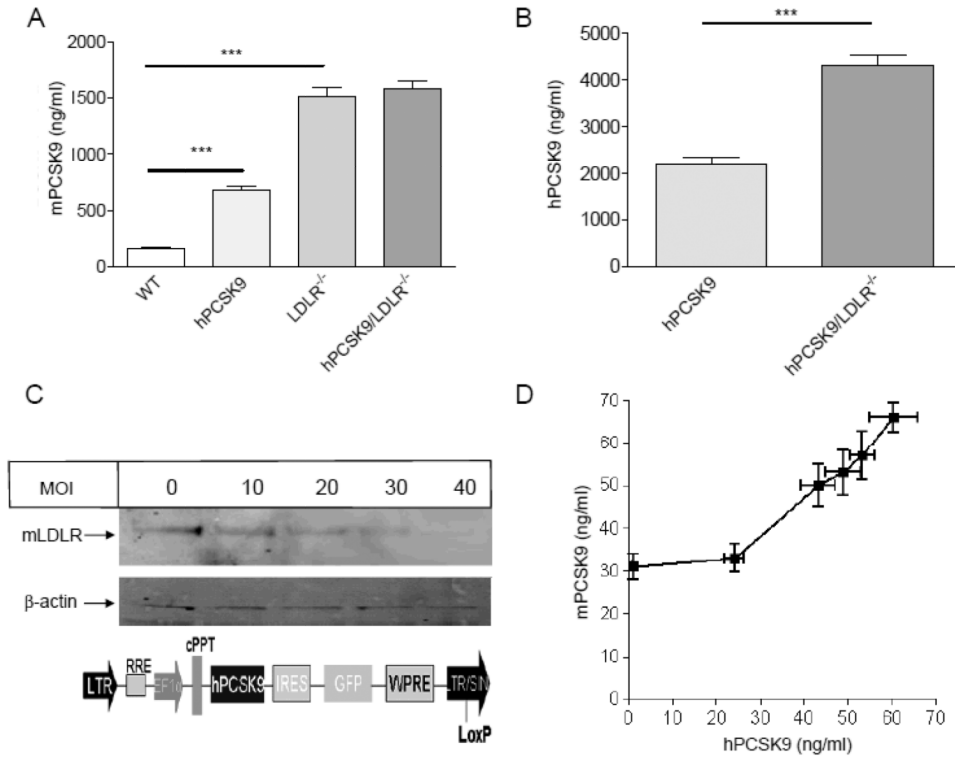 A
mPCSK9 (ng/ml)
2000
1500
1000
500
0
***
***
WT
hPCSK9
LDLR-/-
hPCSK9/LDLR-/-
B
hPCSK9 (ng/ml)
5000
4000
3000
2000
1000
0
***
hPCSK9
hPCSK9/LDLR-/-
C
MOI 0 10 20 30 40
mLDLR
β-actin
cPPT
LTR RRE EF1α hPCSK9 IRES GFP WPRE LTR/SIN
LoxP
D
mPCSK9 (ng/ml)
70
60
50
40
30
20
10
0
0 10 20 30 40 50 60 70
hPCSK9 (ng/ml)